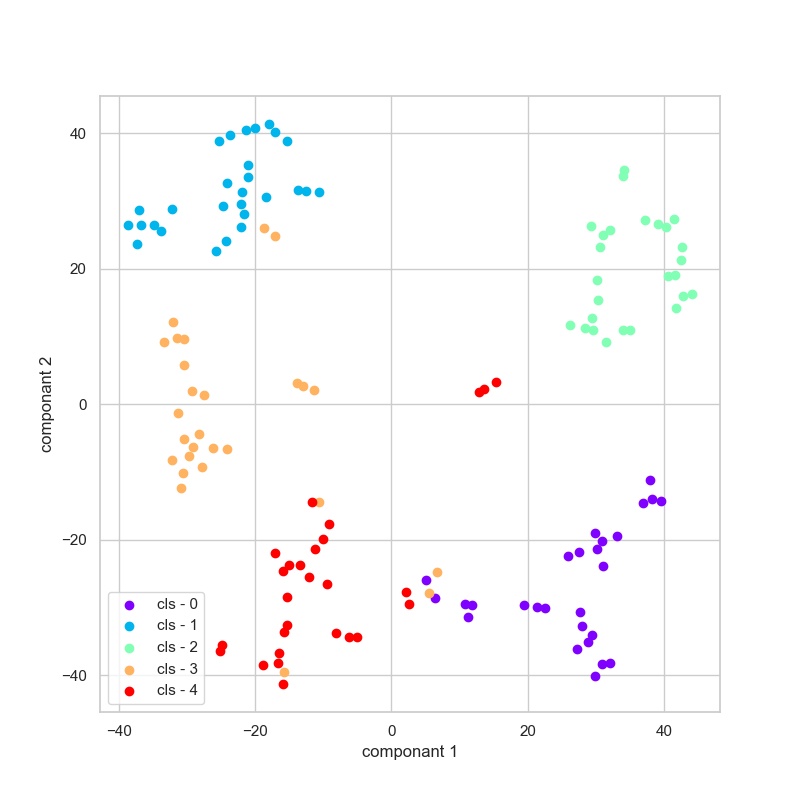 40
20
0
−20
−40
componant 2
cls - 0
cls - 1
cls - 2
cls - 3
cls - 4
−40
−20
0
20
40
componant 1